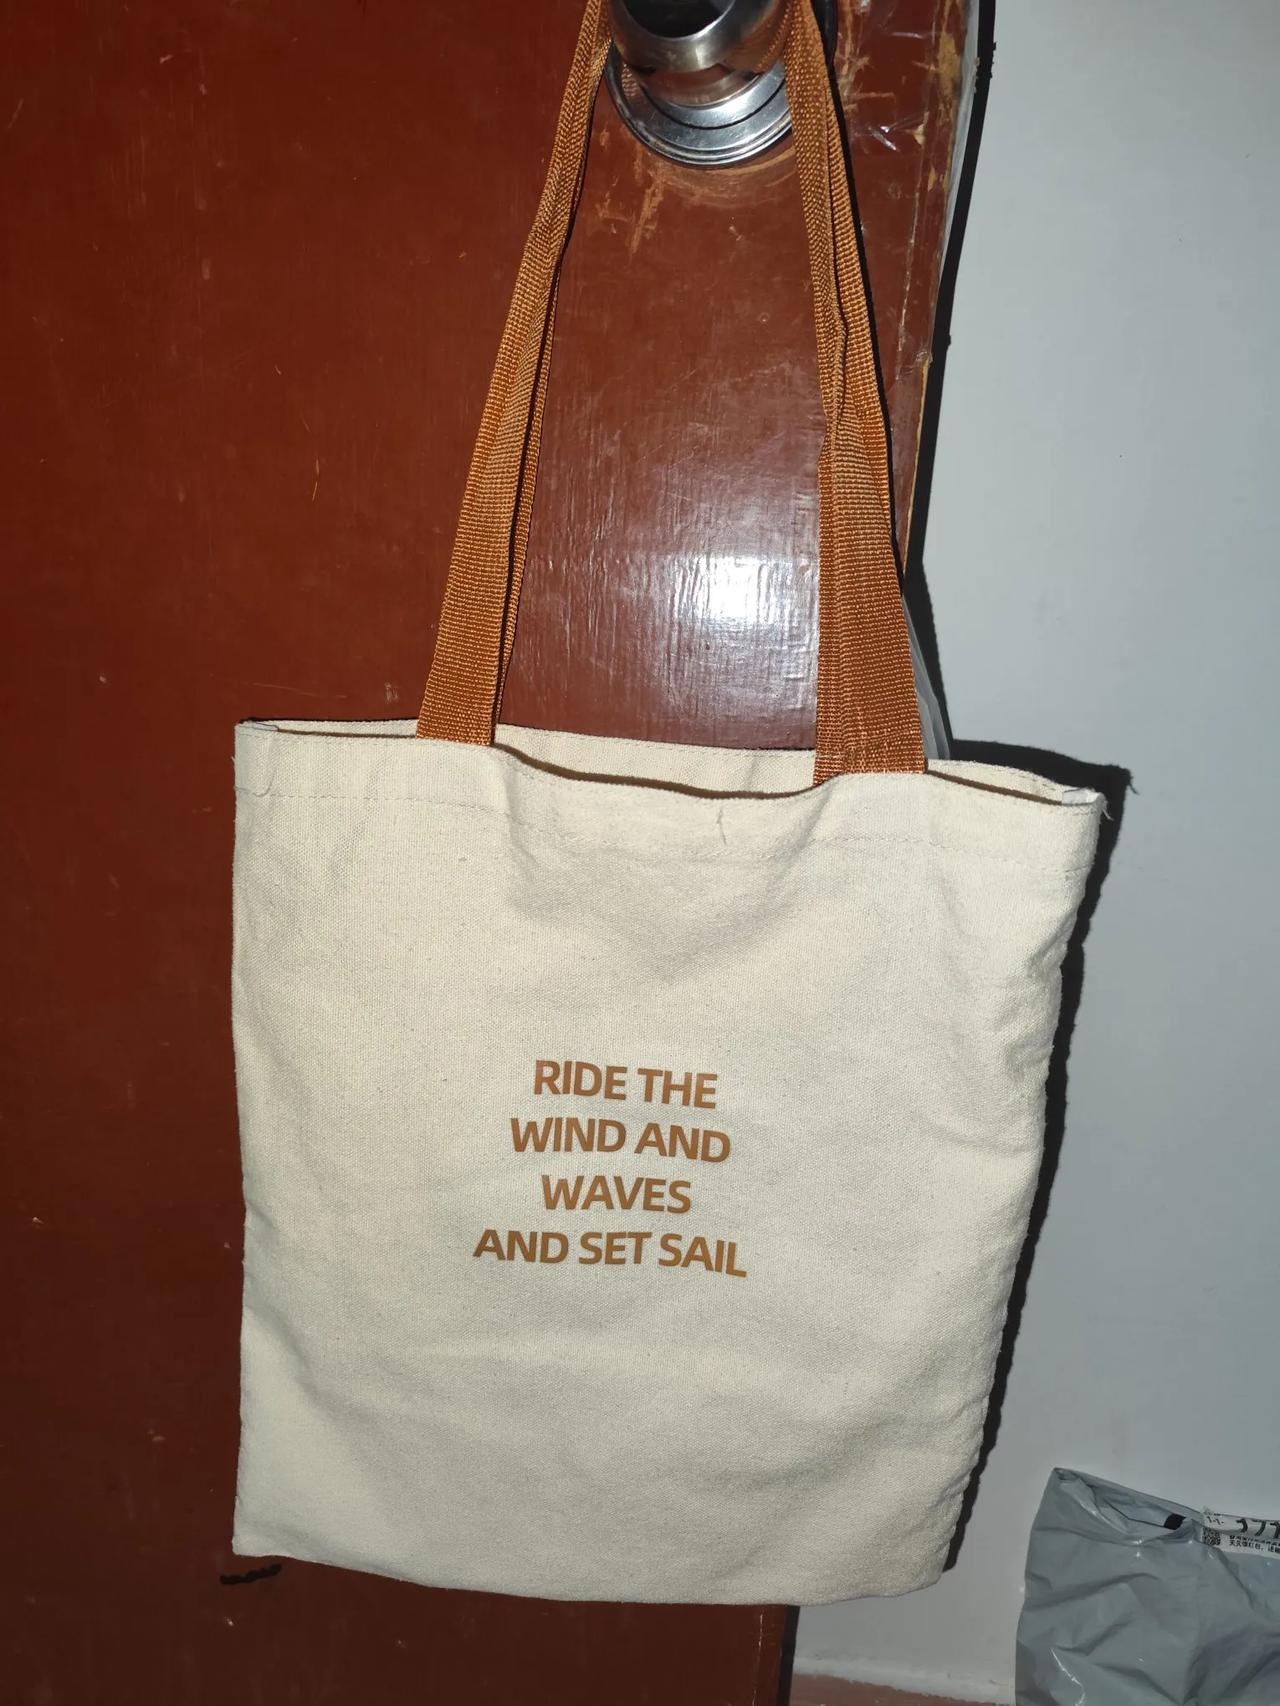 RIDE THE
WIND AND
WAVES
AND SET SAIL